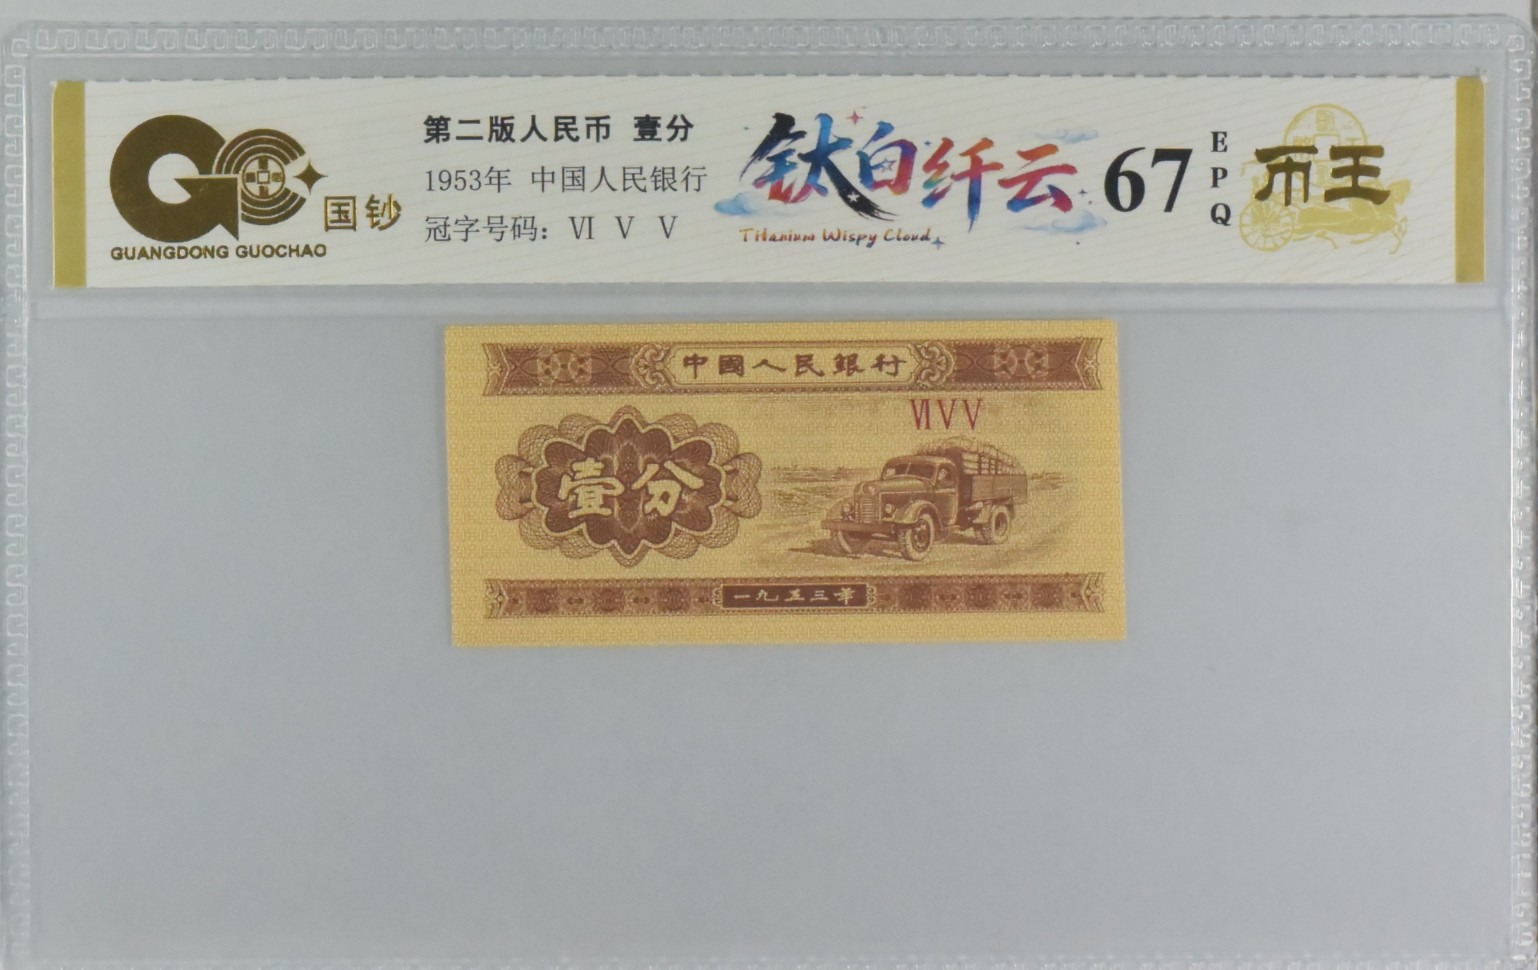 GUANGDONG GUOCHAO
国钞
第二版人民币 壹分
1953年 中国人民银行
冠字号码：Ⅵ Ⅴ Ⅴ
钛白纤云
Titanium Wispy Cloud
67
EPQ
币王
中國人民銀行
ⅥⅤⅤ
壹分
一九五三年